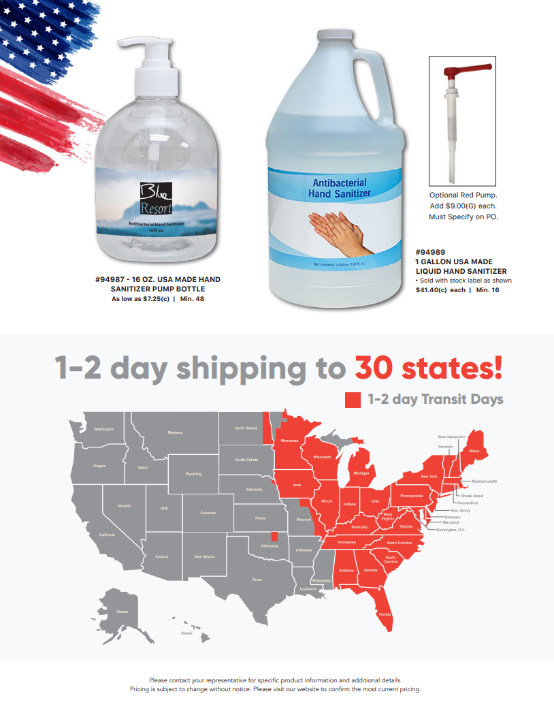 Blue
Resort
Antibacterial Hand Sanitizer
16 fl. oz.
Antibacterial
Hand Sanitizer
Optional Red Pump.
Add $9.00(G) each.
Must Specify on PO.
#94987 - 16 OZ. USA MADE HAND
SANITIZER PUMP BOTTLE
As low as $7.25(c) | Min. 48
#94989
1 GALLON USA MADE
LIQUID HAND SANITIZER
• Sold with stock label as shown
$41.40(c) each | Min. 16
1-2 day shipping to 30 states!
1-2 day Transit Days
Washington
Montana
North Dakota
Minnesota
New Hampshire
Vermont
Maine
Oregon
Idaho
Wyoming
South Dakota
Wisconsin
Michigan
New York
Massachusetts
Rhode Island
Connecticut
Nevada
Utah
Colorado
Nebraska
Iowa
Illinois
Indiana
Ohio
Pennsylvania
New Jersey
Delaware
Maryland
Washington, D.C.
California
Kansas
Missouri
Kentucky
West
Virginia
Virginia
Arizona
New Mexico
Oklahoma
Arkansas
Tennessee
North Carolina
South
Carolina
Texas
Louisiana
Mississippi
Alabama
Georgia
Florida
Alaska
Hawaii
Please contact your representative for specific product information and additional details.
Pricing is subject to change without notice. Please visit our website to confirm the most current pricing.